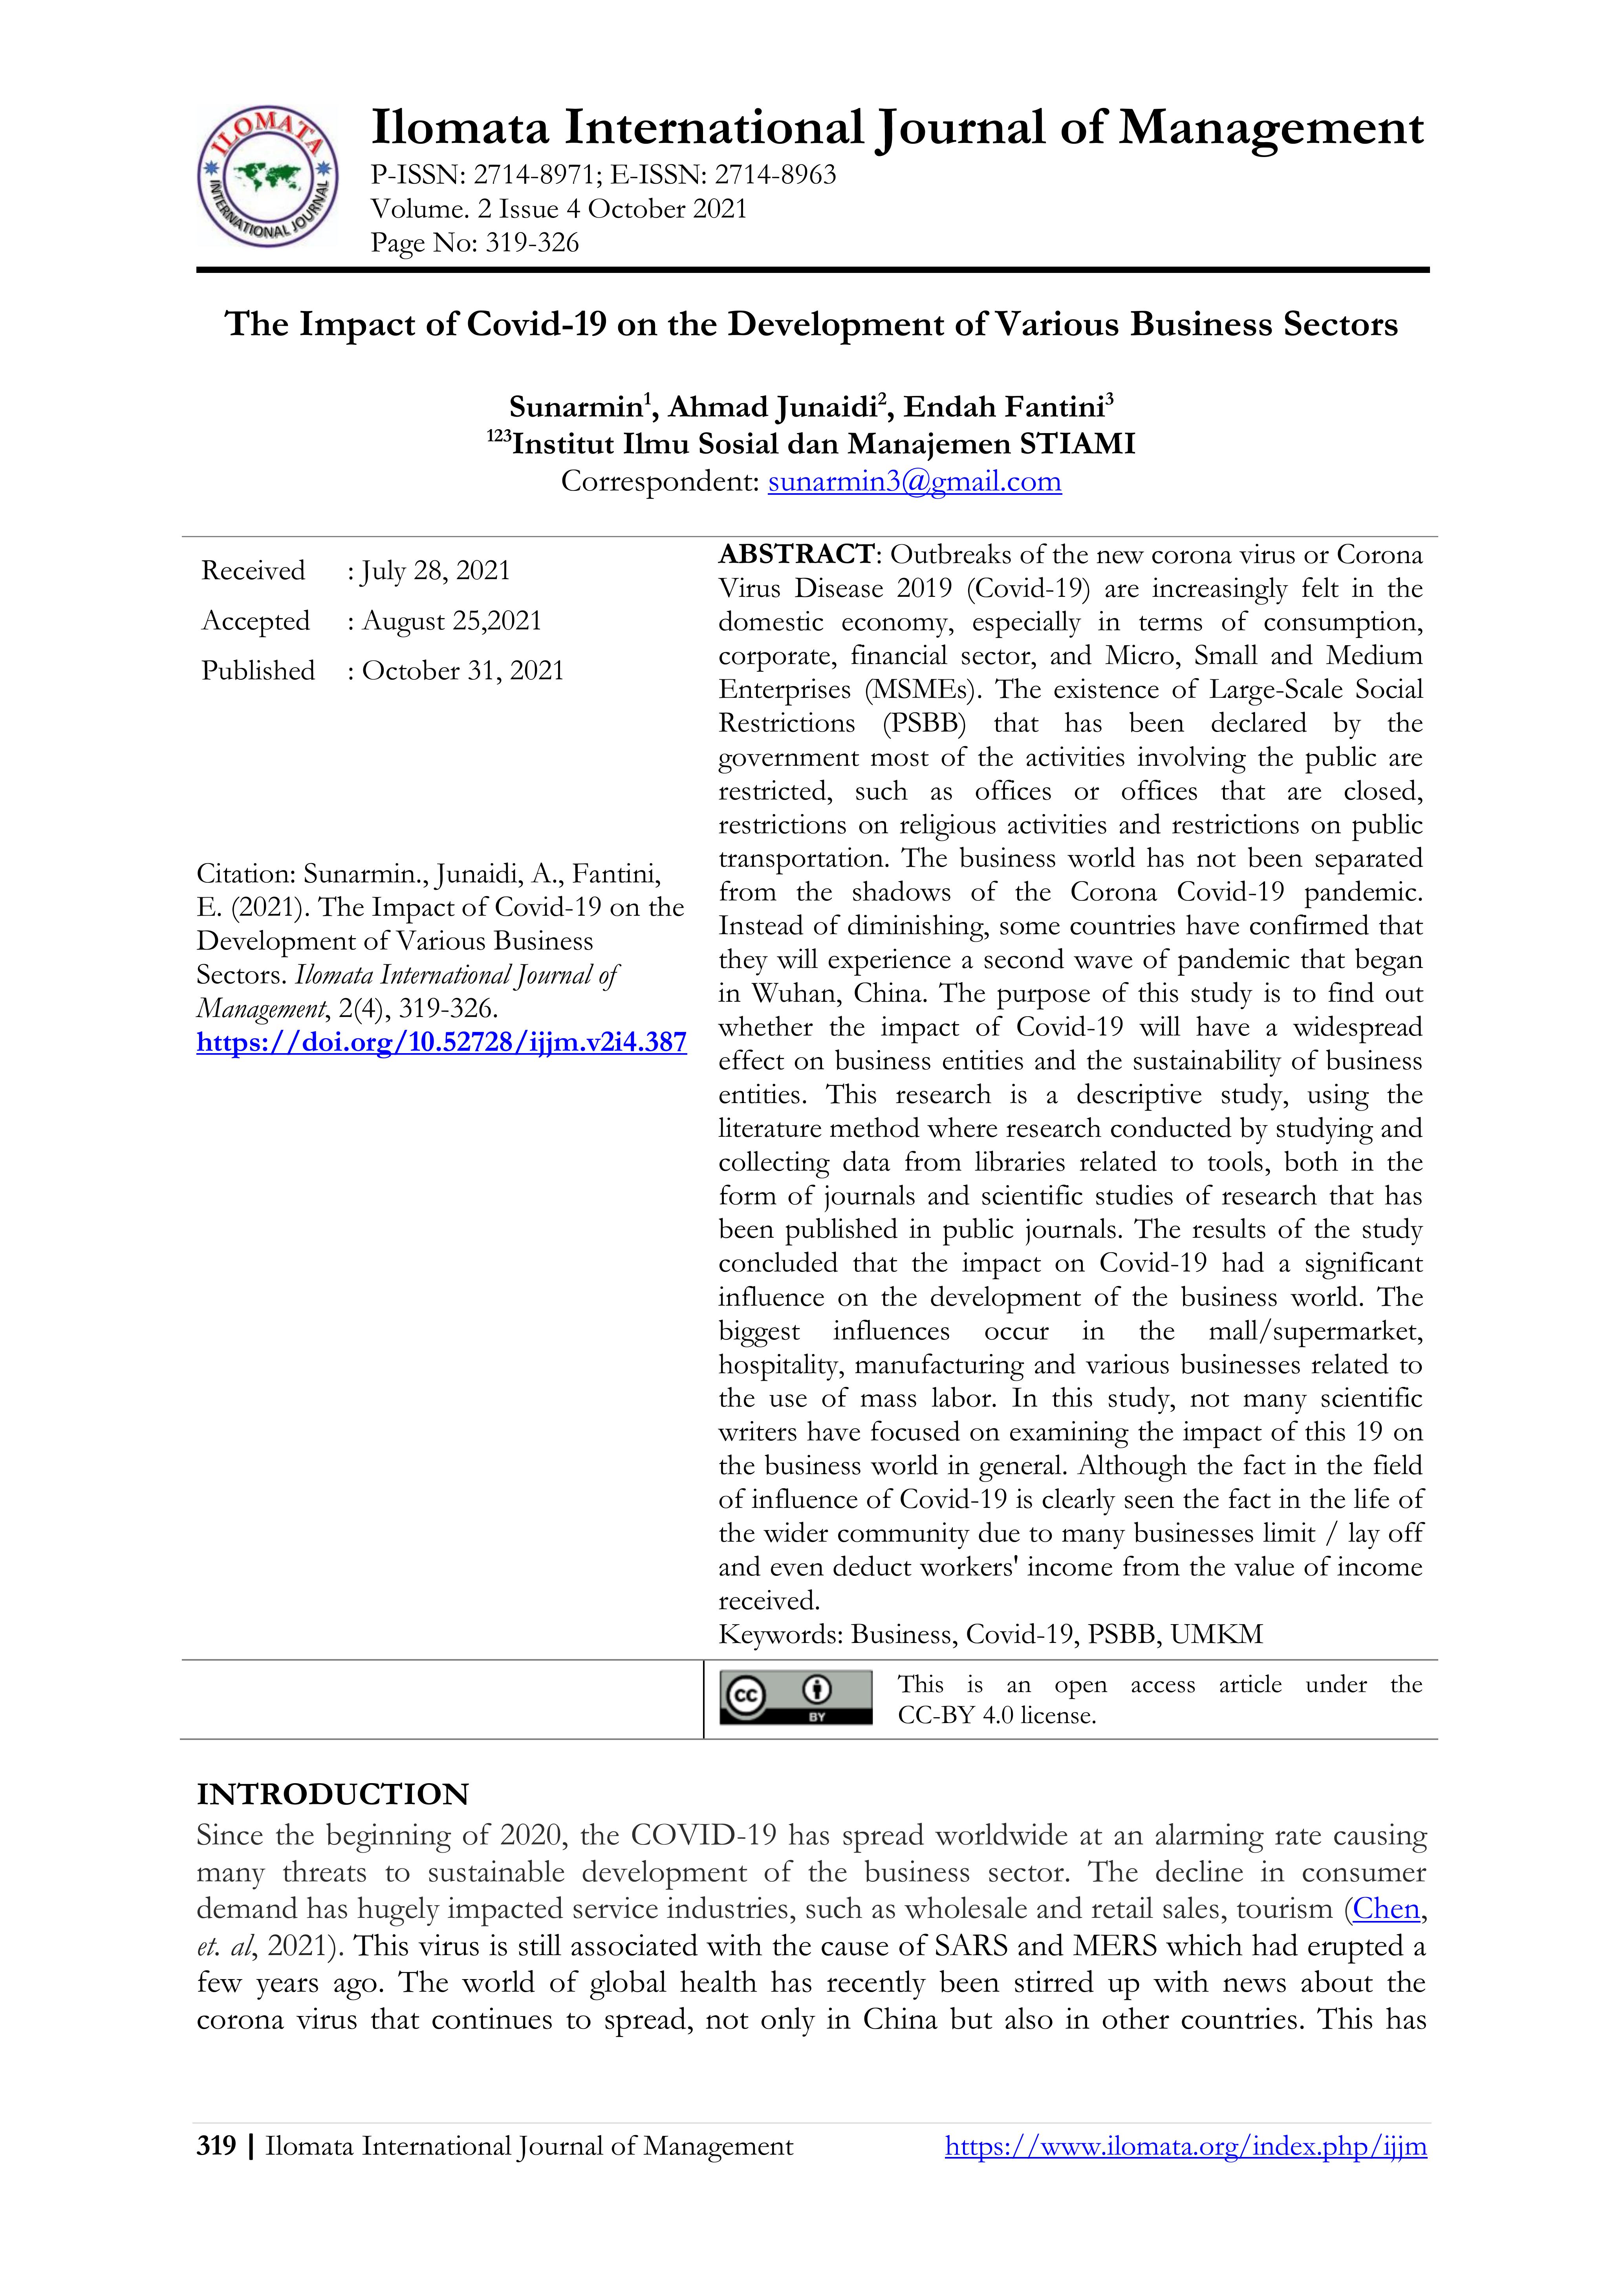 ILOMATA
INTERNATIONAL JOURNAL
Ilomata International Journal of Management
P-ISSN: 2714-8971; E-ISSN: 2714-8963
Volume. 2 Issue 4 October 2021
Page No: 319-326
The Impact of Covid-19 on the Development of Various Business Sectors
Sunarmin1, Ahmad Junaidi2, Endah Fantini3
123Institut Ilmu Sosial dan Manajemen STIAMI
Correspondent: sunarmin3@gmail.com
Received : July 28, 2021
Accepted : August 25,2021
Published : October 31, 2021
Citation: Sunarmin., Junaidi, A., Fantini,
E. (2021). The Impact of Covid-19 on the
Development of Various Business
Sectors. Ilomata International Journal of
Management, 2(4), 319-326.
https://doi.org/10.52728/ijjm.v2i4.387
ABSTRACT: Outbreaks of the new corona virus or Corona
Virus Disease 2019 (Covid-19) are increasingly felt in the
domestic economy, especially in terms of consumption,
corporate, financial sector, and Micro, Small and Medium
Enterprises (MSMEs). The existence of Large-Scale Social
Restrictions (PSBB) that has been declared by the
government most of the activities involving the public are
restricted, such as offices or offices that are closed,
restrictions on religious activities and restrictions on public
transportation. The business world has not been separated
from the shadows of the Corona Covid-19 pandemic.
Instead of diminishing, some countries have confirmed that
they will experience a second wave of pandemic that began
in Wuhan, China. The purpose of this study is to find out
whether the impact of Covid-19 will have a widespread
effect on business entities and the sustainability of business
entities. This research is a descriptive study, using the
literature method where research conducted by studying and
collecting data from libraries related to tools, both in the
form of journals and scientific studies of research that has
been published in public journals. The results of the study
concluded that the impact on Covid-19 had a significant
influence on the development of the business world. The
biggest influences occur in the mall/supermarket,
hospitality, manufacturing and various businesses related to
the use of mass labor. In this study, not many scientific
writers have focused on examining the impact of this 19 on
the business world in general. Although the fact in the field
of influence of Covid-19 is clearly seen the fact in the life of
the wider community due to many businesses limit / lay off
and even deduct workers' income from the value of income
received.
Keywords: Business, Covid-19, PSBB, UMKM
cc BY
This is an open access article under the
CC-BY 4.0 license.
INTRODUCTION
Since the beginning of 2020, the COVID-19 has spread worldwide at an alarming rate causing
many threats to sustainable development of the business sector. The decline in consumer
demand has hugely impacted service industries, such as wholesale and retail sales, tourism (Chen,
et. al, 2021). This virus is still associated with the cause of SARS and MERS which had erupted a
few years ago. The world of global health has recently been stirred up with news about the
corona virus that continues to spread, not only in China but also in other countries. This has
319 | Ilomata International Journal of Management https://www.ilomata.org/index.php/ijjm